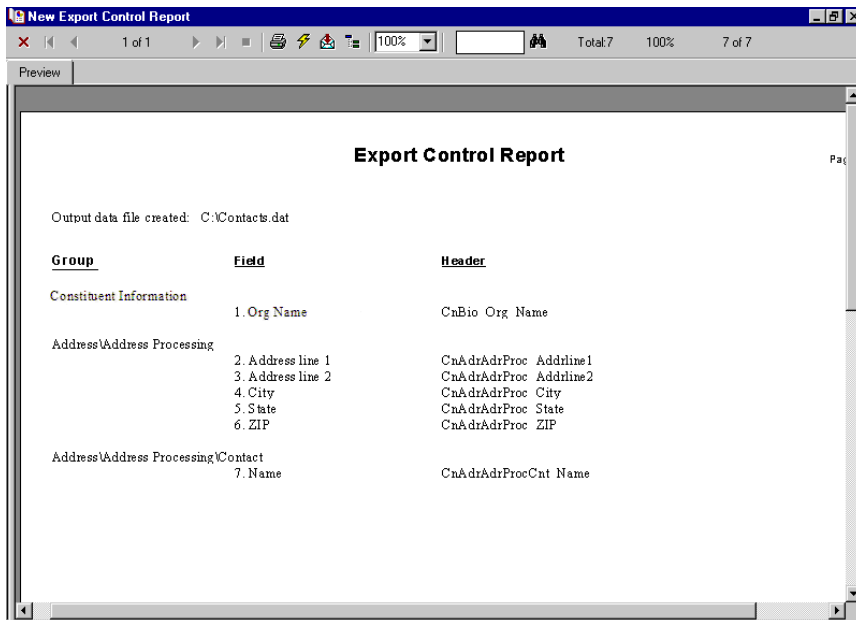 New Export Control Report
1 of 1 100% Total:7 100% 7 of 7
Preview
Export Control Report
Pag
Output data file created: C:\Contacts.dat
Group Field Header
Constituent Information
1. Org Name CnBio Org Name
Address\Address Processing
2. Address line 1 CnAdrAdrProc Addrline1
3. Address line 2 CnAdrAdrProc Addrline2
4. City CnAdrAdrProc City
5. State CnAdrAdrProc State
6. ZIP CnAdrAdrProc ZIP
Address\Address Processing\Contact
7. Name CnAdrAdrProcCnt Name